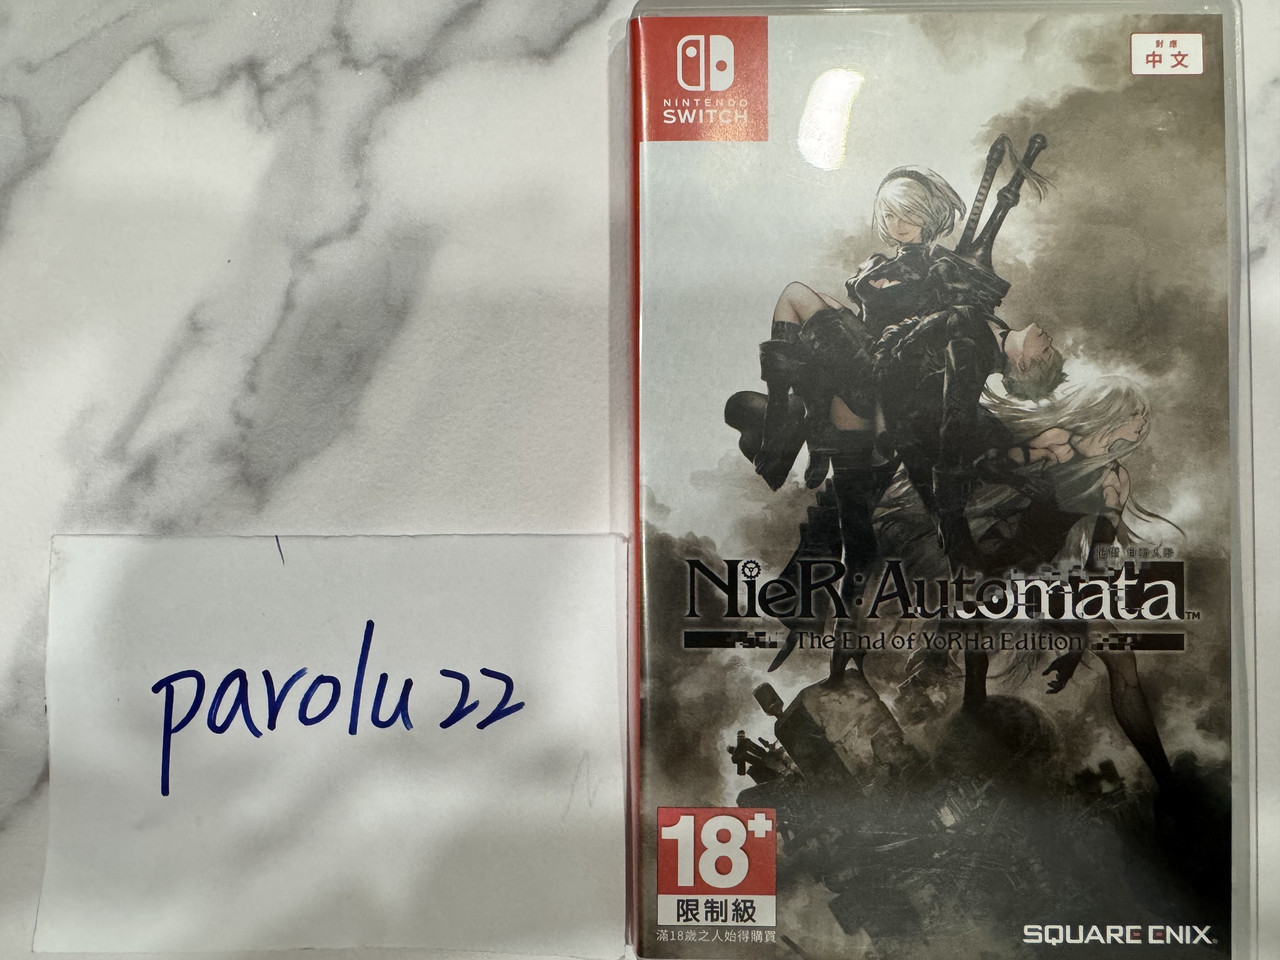 NINTENDO
SWITCH
對應
中文
NieR:Automata™
The End of YoRHa Edition
parolu22
18+
限制級
滿18歲之人始得購買
SQUARE ENIX.